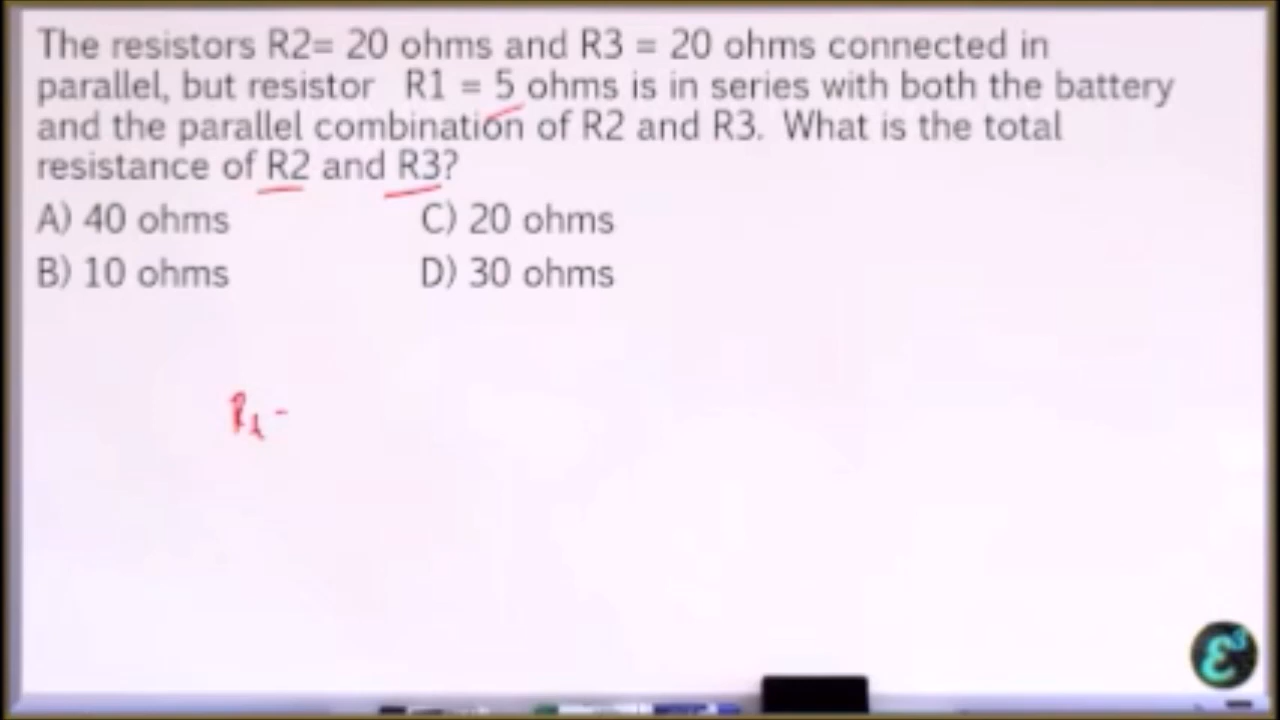 The resistors R2= 20 ohms and R3 = 20 ohms connected in
parallel, but resistor R1 = 5 ohms is in series with both the battery
and the parallel combination of R2 and R3. What is the total
resistance of R2 and R3?
A) 40 ohms C) 20 ohms
B) 10 ohms D) 30 ohms